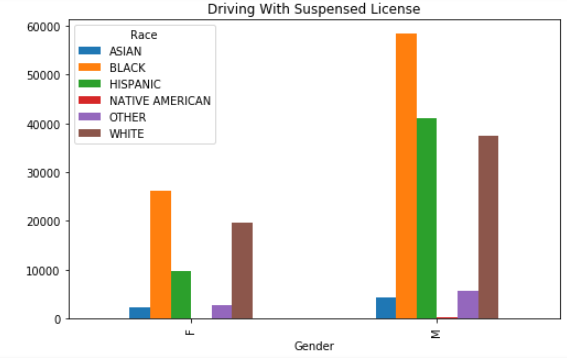 Driving With Suspensed License
60000
50000
40000
30000
20000
10000
0
Race
ASIAN
BLACK
HISPANIC
NATIVE AMERICAN
OTHER
WHITE
F
M
Gender